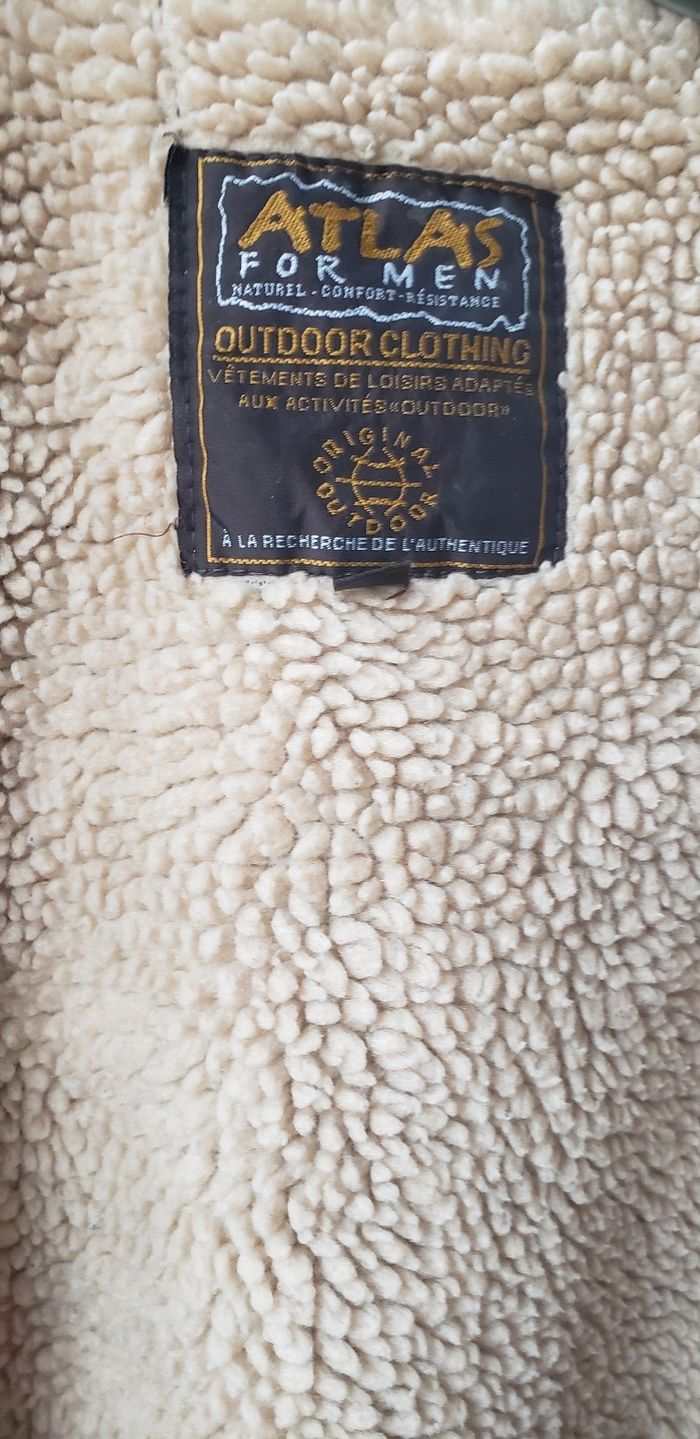 ATLAS
FOR MEN
NATUREL - CONFORT - RÉSISTANCE
OUTDOOR CLOTHING
VÊTEMENTS DE LOISIRS ADAPTÉS
AUX ACTIVITÉS «OUTDOOR»
ORIGINAL
OUTDOOR
À LA RECHERCHE DE L'AUTHENTIQUE